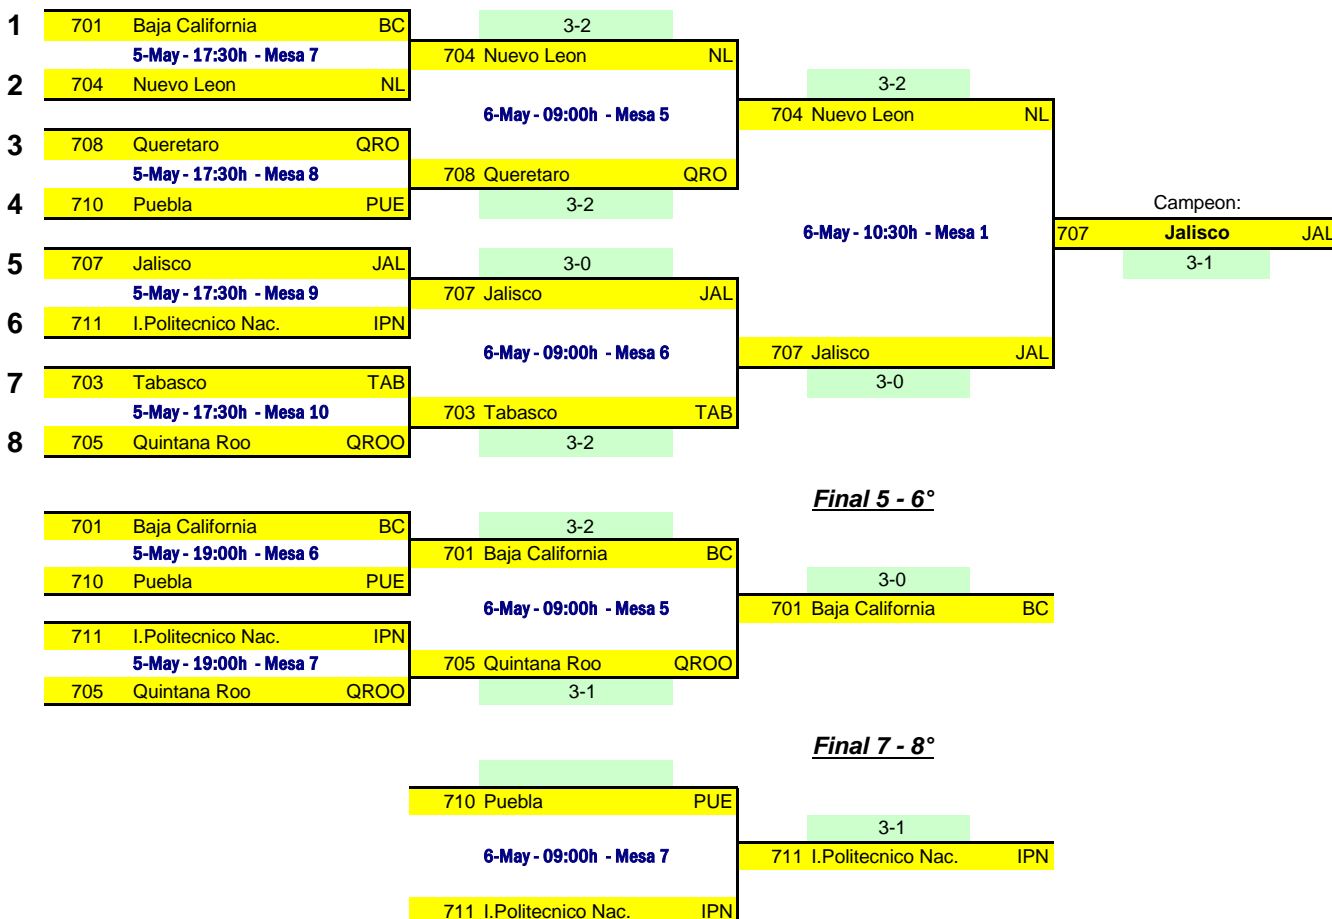 1 701 Baja California BC 3-2
5-May - 17:30h - Mesa 7 704 Nuevo Leon NL
2 704 Nuevo Leon NL 3-2
6-May - 09:00h - Mesa 5 704 Nuevo Leon NL
3 708 Queretaro QRO
5-May - 17:30h - Mesa 8 708 Queretaro QRO
4 710 Puebla PUE 3-2 Campeon:
6-May - 10:30h - Mesa 1 707 Jalisco JAL
5 707 Jalisco JAL 3-0 3-1
5-May - 17:30h - Mesa 9 707 Jalisco JAL
6 711 I.Politecnico Nac. IPN
6-May - 09:00h - Mesa 6 707 Jalisco JAL
7 703 Tabasco TAB 3-0
5-May - 17:30h - Mesa 10 703 Tabasco TAB
8 705 Quintana Roo QROO 3-2
Final 5 - 6°
701 Baja California BC 3-2
5-May - 19:00h - Mesa 6 701 Baja California BC
710 Puebla PUE 3-0
6-May - 09:00h - Mesa 5 701 Baja California BC
711 I.Politecnico Nac. IPN
5-May - 19:00h - Mesa 7 705 Quintana Roo QROO
705 Quintana Roo QROO 3-1
Final 7 - 8°
710 Puebla PUE
3-1
6-May - 09:00h - Mesa 7 711 I.Politecnico Nac. IPN
711 I.Politecnico Nac. IPN